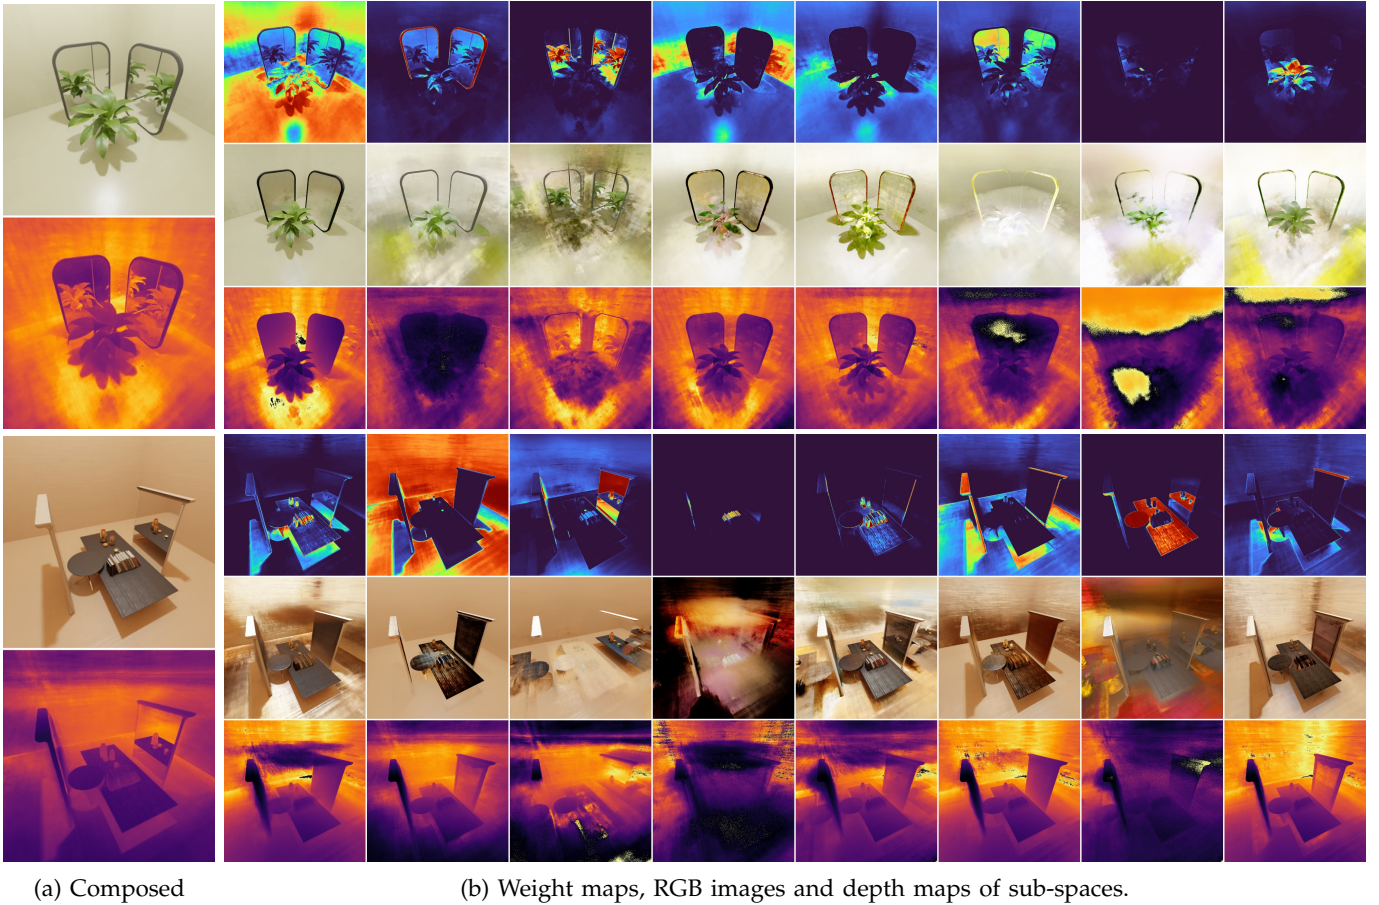 (a) Composed
(b) Weight maps, RGB images and depth maps of sub-spaces.